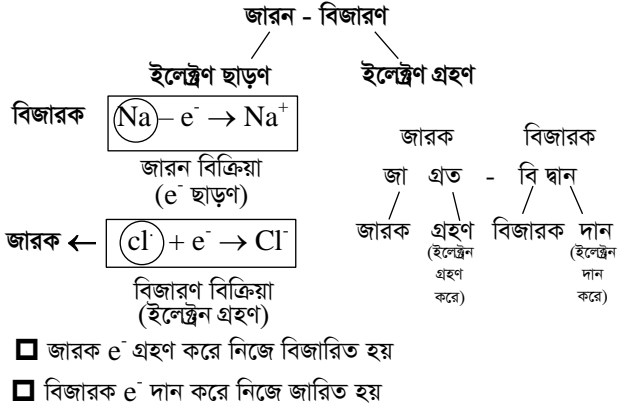 জারন - বিজারণ
ইলেক্ট্রণ ছাড়ণ ইলেক্ট্রণ গ্রহণ
বিজারক Na – e⁻ → Na⁺
জারন বিক্রিয়া
(e⁻ ছাড়ণ)
জারক ← cl· + e⁻ → Cl⁻
বিজারণ বিক্রিয়া
(ইলেক্ট্রন গ্রহণ)
জারক বিজারক
জা গ্রত - বি দ্বান
জারক গ্রহণ বিজারক দান
(ইলেক্ট্রন (ইলেক্ট্রন
গ্রহণ দান
করে) করে)
জারক e⁻ গ্রহণ করে নিজে বিজারিত হয়
বিজারক e⁻ দান করে নিজে জারিত হয়